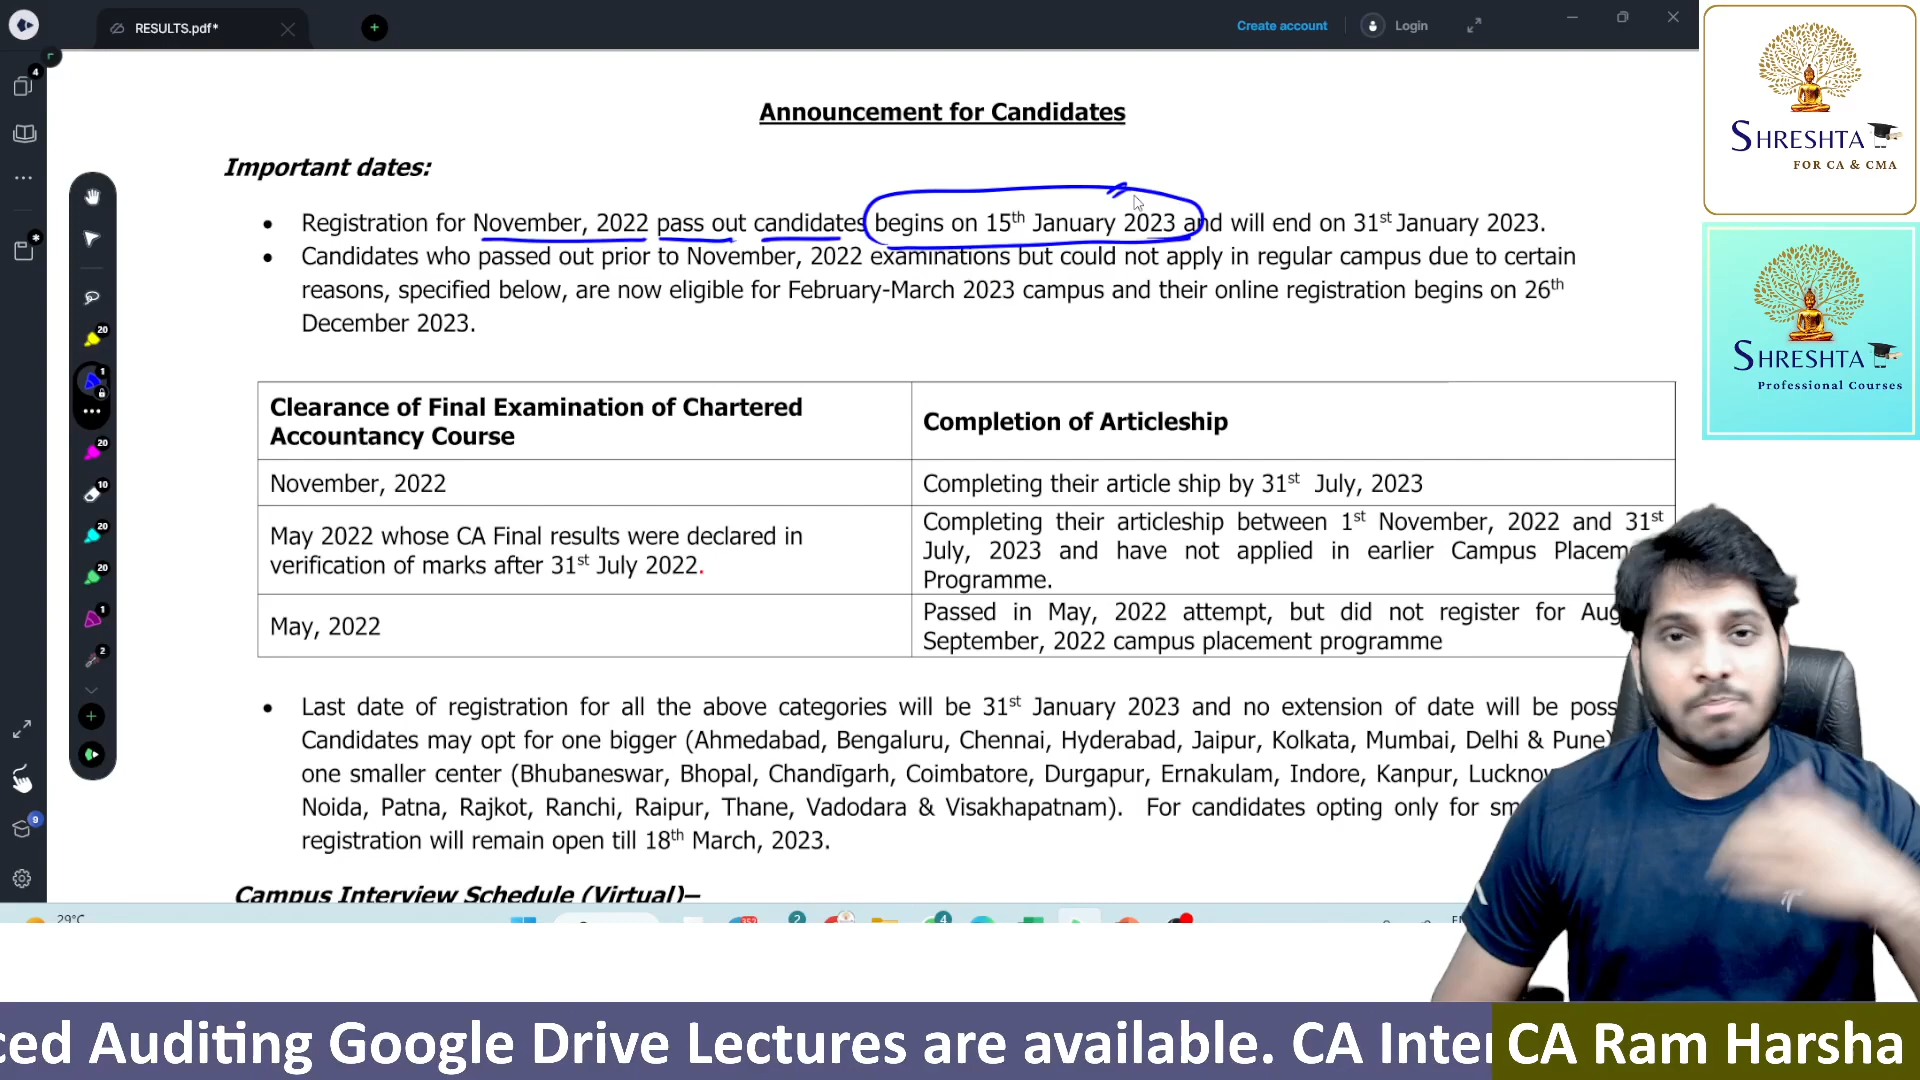 RESULTS.pdf*
Create account
Login
Announcement for Candidates
Important dates:
• Registration for November, 2022 pass out candidates begins on 15th January 2023 and will end on 31st January 2023.
• Candidates who passed out prior to November, 2022 examinations but could not apply in regular campus due to certain
reasons, specified below, are now eligible for February-March 2023 campus and their online registration begins on 26th
December 2023.
Clearance of Final Examination of Chartered
Accountancy Course
Completion of Articleship
November, 2022
Completing their article ship by 31st July, 2023
May 2022 whose CA Final results were declared in
verification of marks after 31st July 2022.
Completing their articleship between 1st November, 2022 and 31st
July, 2023 and have not applied in earlier Campus Placem
Programme.
May, 2022
Passed in May, 2022 attempt, but did not register for Aug
September, 2022 campus placement programme
• Last date of registration for all the above categories will be 31st January 2023 and no extension of date will be poss
Candidates may opt for one bigger (Ahmedabad, Bengaluru, Chennai, Hyderabad, Jaipur, Kolkata, Mumbai, Delhi & Pune)
one smaller center (Bhubaneswar, Bhopal, Chandīgarh, Coimbatore, Durgapur, Ernakulam, Indore, Kanpur, Lucknow
Noida, Patna, Rajkot, Ranchi, Raipur, Thane, Vadodara & Visakhapatnam). For candidates opting only for sm
registration will remain open till 18th March, 2023.
Campus Interview Schedule (Virtual)–
29°C
SHRESHTA
FOR CA & CMA
SHRESHTA
Professional Courses
ced Auditing Google Drive Lectures are available. CA Inter
CA Ram Harsha